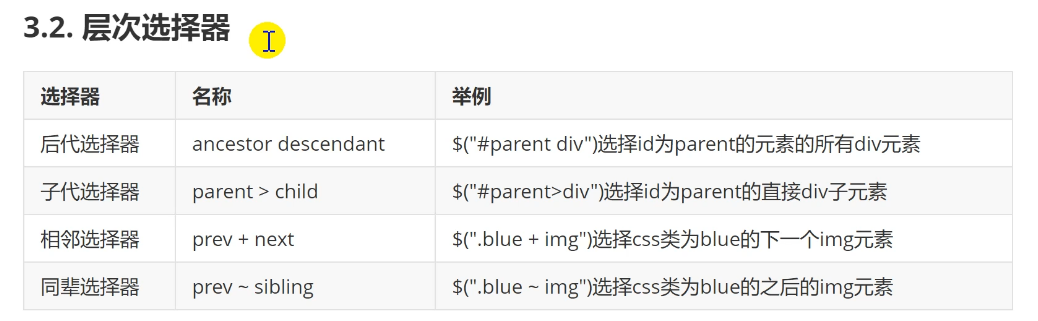 3.2. 层次选择器
选择器 名称 举例
后代选择器 ancestor descendant $("#parent div")选择id为parent的元素的所有div元素
子代选择器 parent > child $("#parent>div")选择id为parent的直接div子元素
相邻选择器 prev + next $(".blue + img")选择css类为blue的下一个img元素
同辈选择器 prev ~ sibling $(".blue ~ img")选择css类为blue的之后的img元素